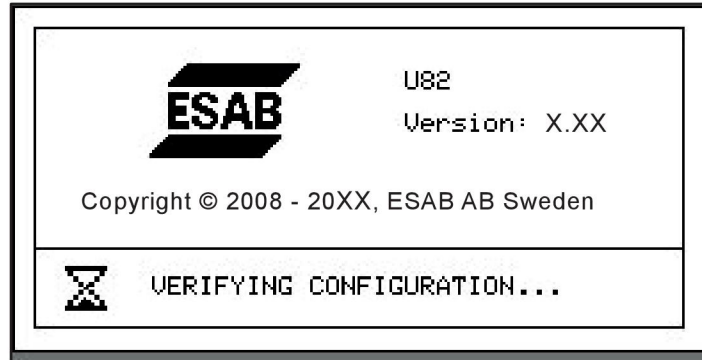 ESAB
U82
Version: X.XX
Copyright © 2008 - 20XX, ESAB AB Sweden
VERIFYING CONFIGURATION...